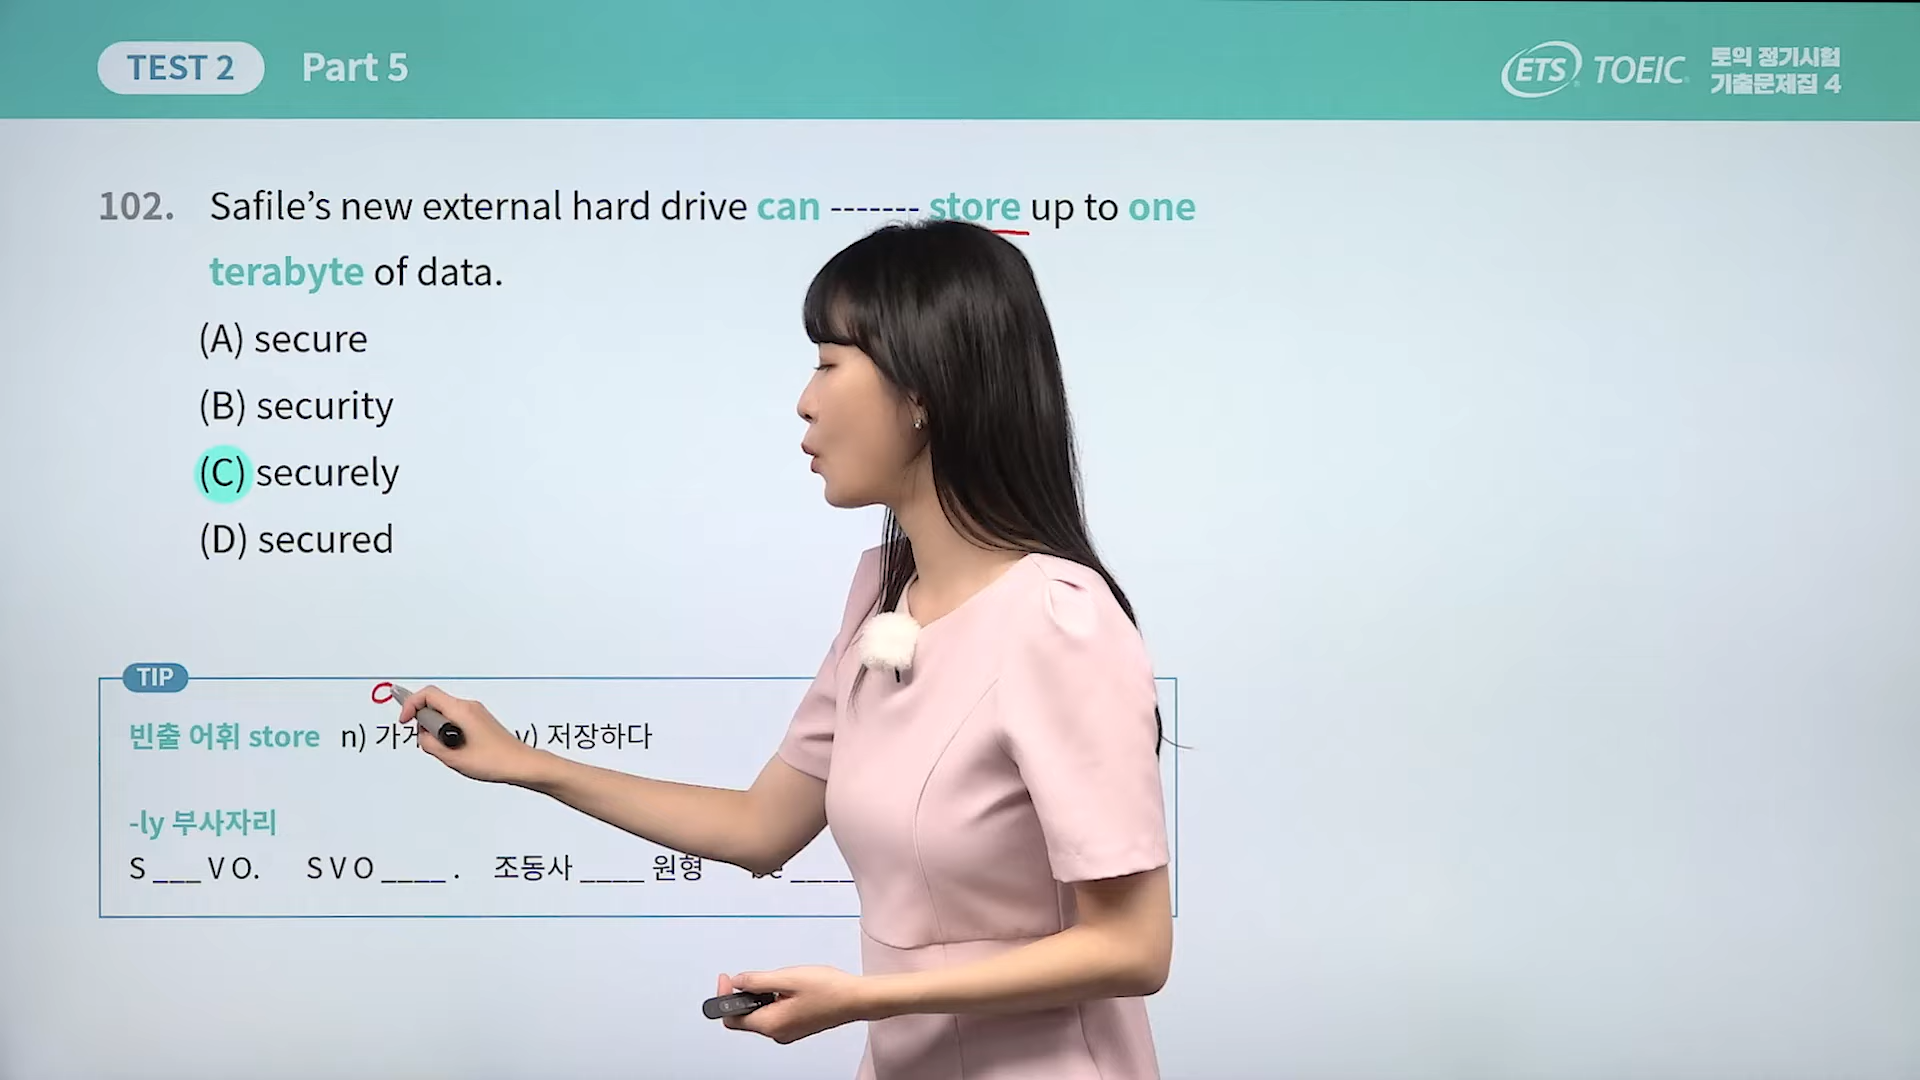 TEST 2 Part 5
ETS TOEIC 토익 정기시험
기출문제집 4
102. Safile’s new external hard drive can ------- store up to one
terabyte of data.
(A) secure
(B) security
(C) securely
(D) secured
TIP
빈출 어휘 store n) v) 저장하다
-ly 부사자리
S ___ V O. S V O ____ . 조동사 ____ 원형 be ____